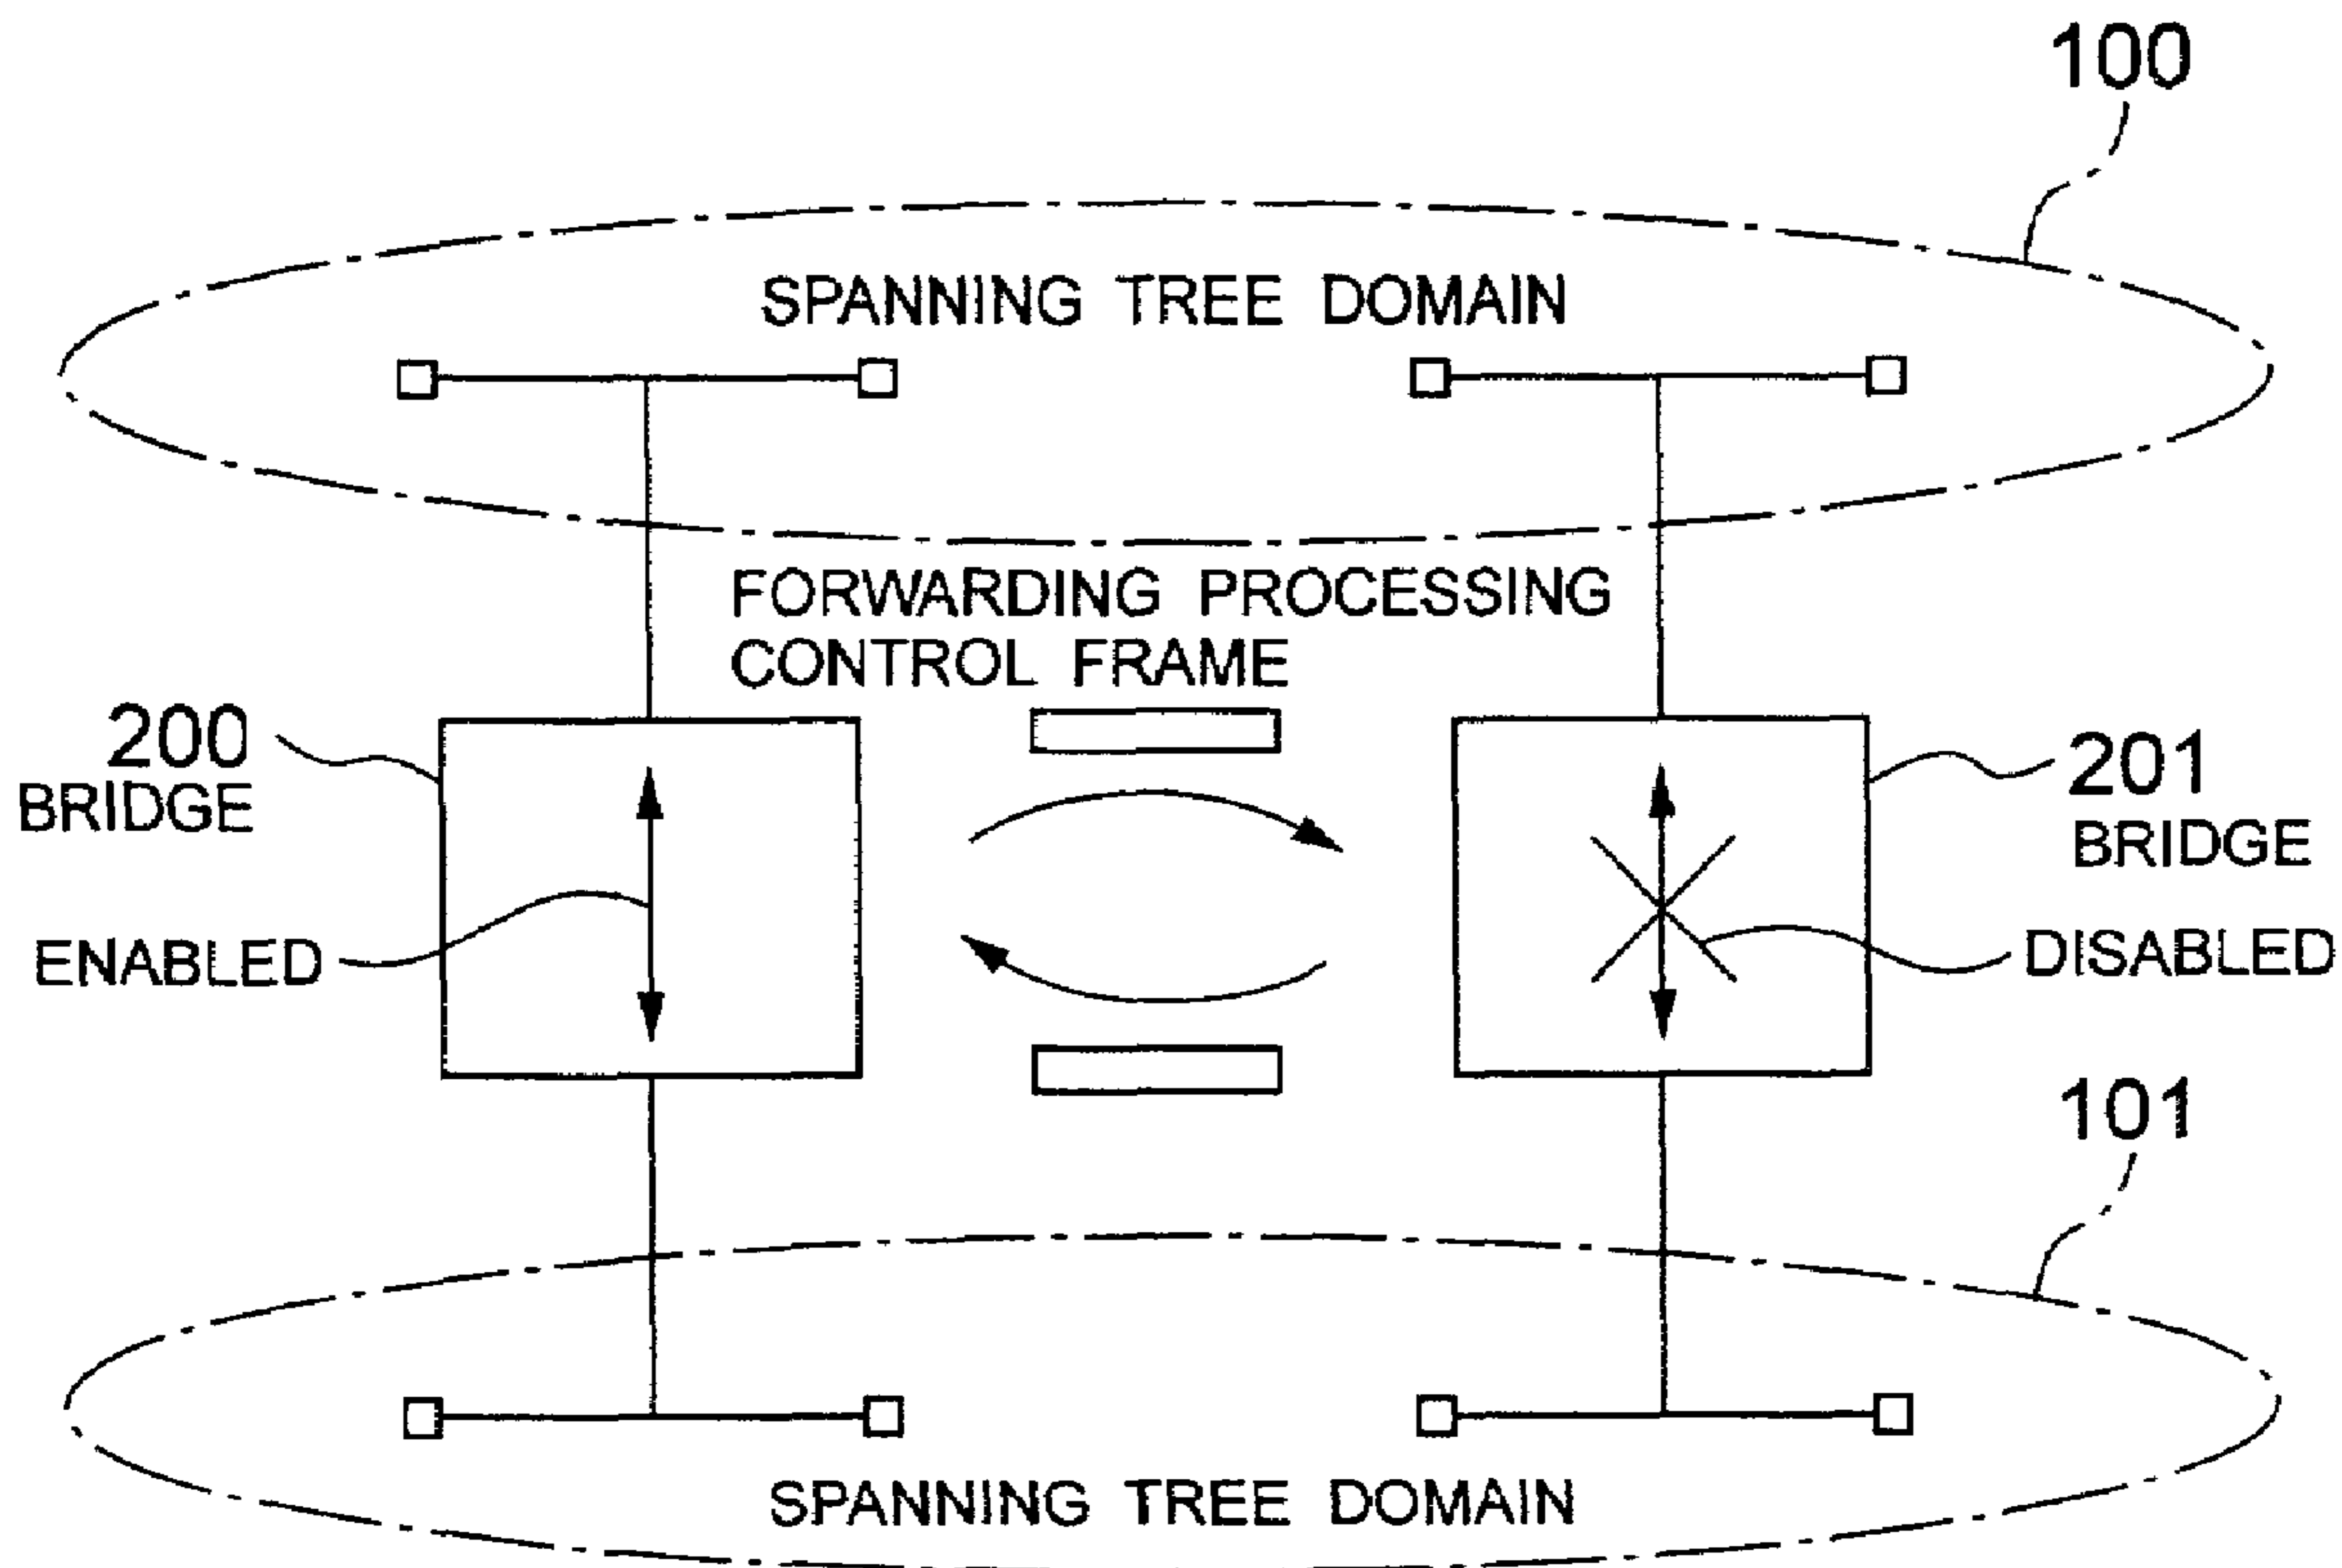 100
SPANNING TREE DOMAIN
FORWARDING PROCESSING
CONTROL FRAME
200
BRIDGE
201
BRIDGE
ENABLED
DISABLED
101
SPANNING TREE DOMAIN